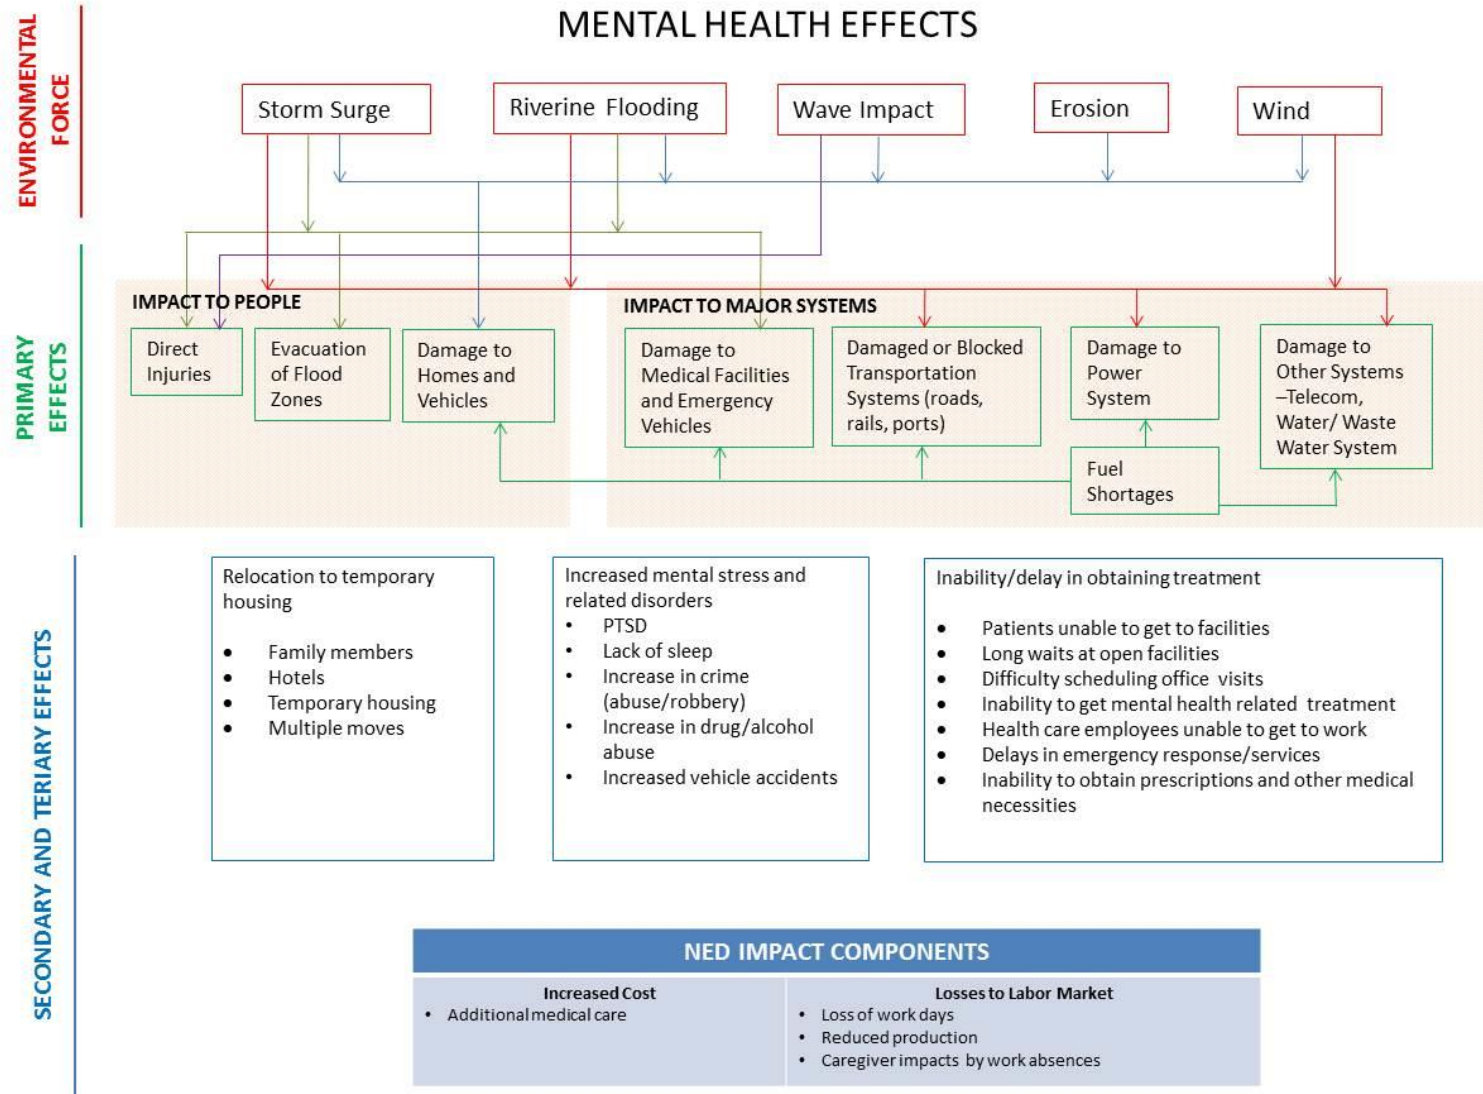 MENTAL HEALTH EFFECTS
ENVIRONMENTAL
FORCE
Storm Surge
Riverine Flooding
Wave Impact
Erosion
Wind
PRIMARY
EFFECTS
IMPACT TO PEOPLE
Direct
Injuries
Evacuation
of Flood
Zones
Damage to
Homes and
Vehicles
IMPACT TO MAJOR SYSTEMS
Damage to
Medical Facilities
and Emergency
Vehicles
Damaged or Blocked
Transportation
Systems (roads,
rails, ports)
Damage to
Power
System
Damage to
Other Systems
–Telecom,
Water/ Waste
Water System
Fuel
Shortages
SECONDARY AND TERIARY EFFECTS
Relocation to temporary
housing
• Family members
• Hotels
• Temporary housing
• Multiple moves
Increased mental stress and
related disorders
• PTSD
• Lack of sleep
• Increase in crime
(abuse/robbery)
• Increase in drug/alcohol
abuse
• Increased vehicle accidents
Inability/delay in obtaining treatment
• Patients unable to get to facilities
• Long waits at open facilities
• Difficulty scheduling office visits
• Inability to get mental health related treatment
• Health care employees unable to get to work
• Delays in emergency response/services
• Inability to obtain prescriptions and other medical
necessities
NED IMPACT COMPONENTS
Increased Cost
• Additional medical care
Losses to Labor Market
• Loss of work days
• Reduced production
• Caregiver impacts by work absences